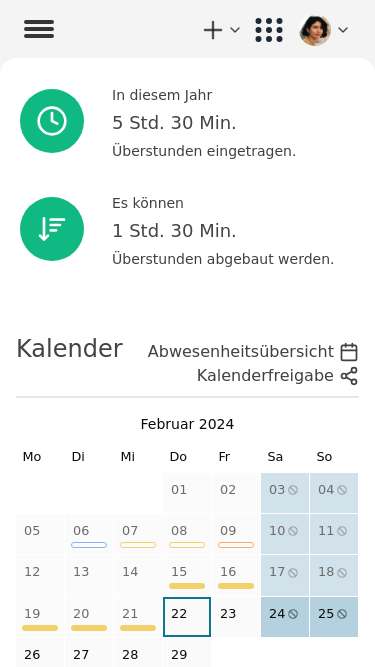 In diesem Jahr
5 Std. 30 Min.
Überstunden eingetragen.
Es können
1 Std. 30 Min.
Überstunden abgebaut werden.
Kalender
Abwesenheitsübersicht
Kalenderfreigabe
Februar 2024
Mo Di Mi Do Fr Sa So
01 02 03 04
05 06 07 08 09 10 11
12 13 14 15 16 17 18
19 20 21 22 23 24 25
26 27 28 29